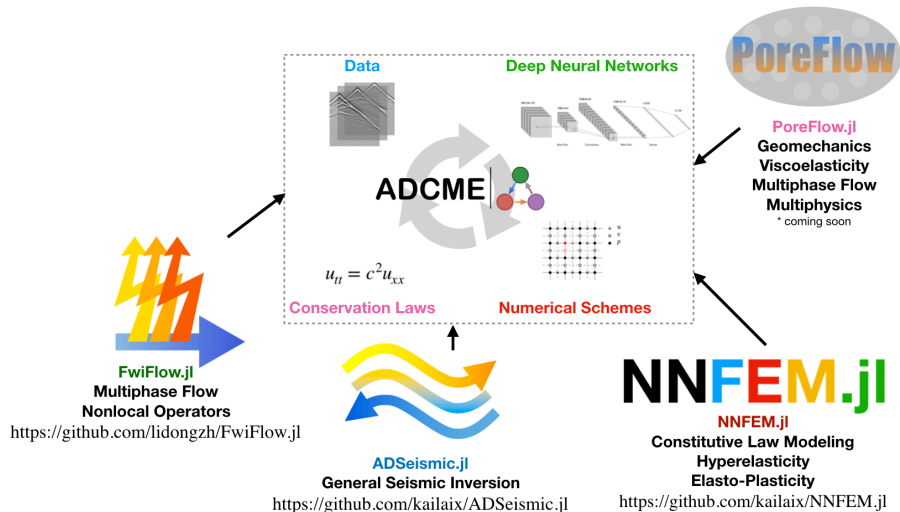 Data
Deep Neural Networks
ADCME
u
v
p
u_tt = c²u_xx
Conservation Laws
Numerical Schemes
PoreFlow
PoreFlow.jl
Geomechanics
Viscoelasticity
Multiphase Flow
Multiphysics
* coming soon
FwiFlow.jl
Multiphase Flow
Nonlocal Operators
https://github.com/lidongzh/FwiFlow.jl
ADSeismic.jl
General Seismic Inversion
https://github.com/kailaix/ADSeismic.jl
NNFEM.jl
NNFEM.jl
Constitutive Law Modeling
Hyperelasticity
Elasto-Plasticity
https://github.com/kailaix/NNFEM.jl